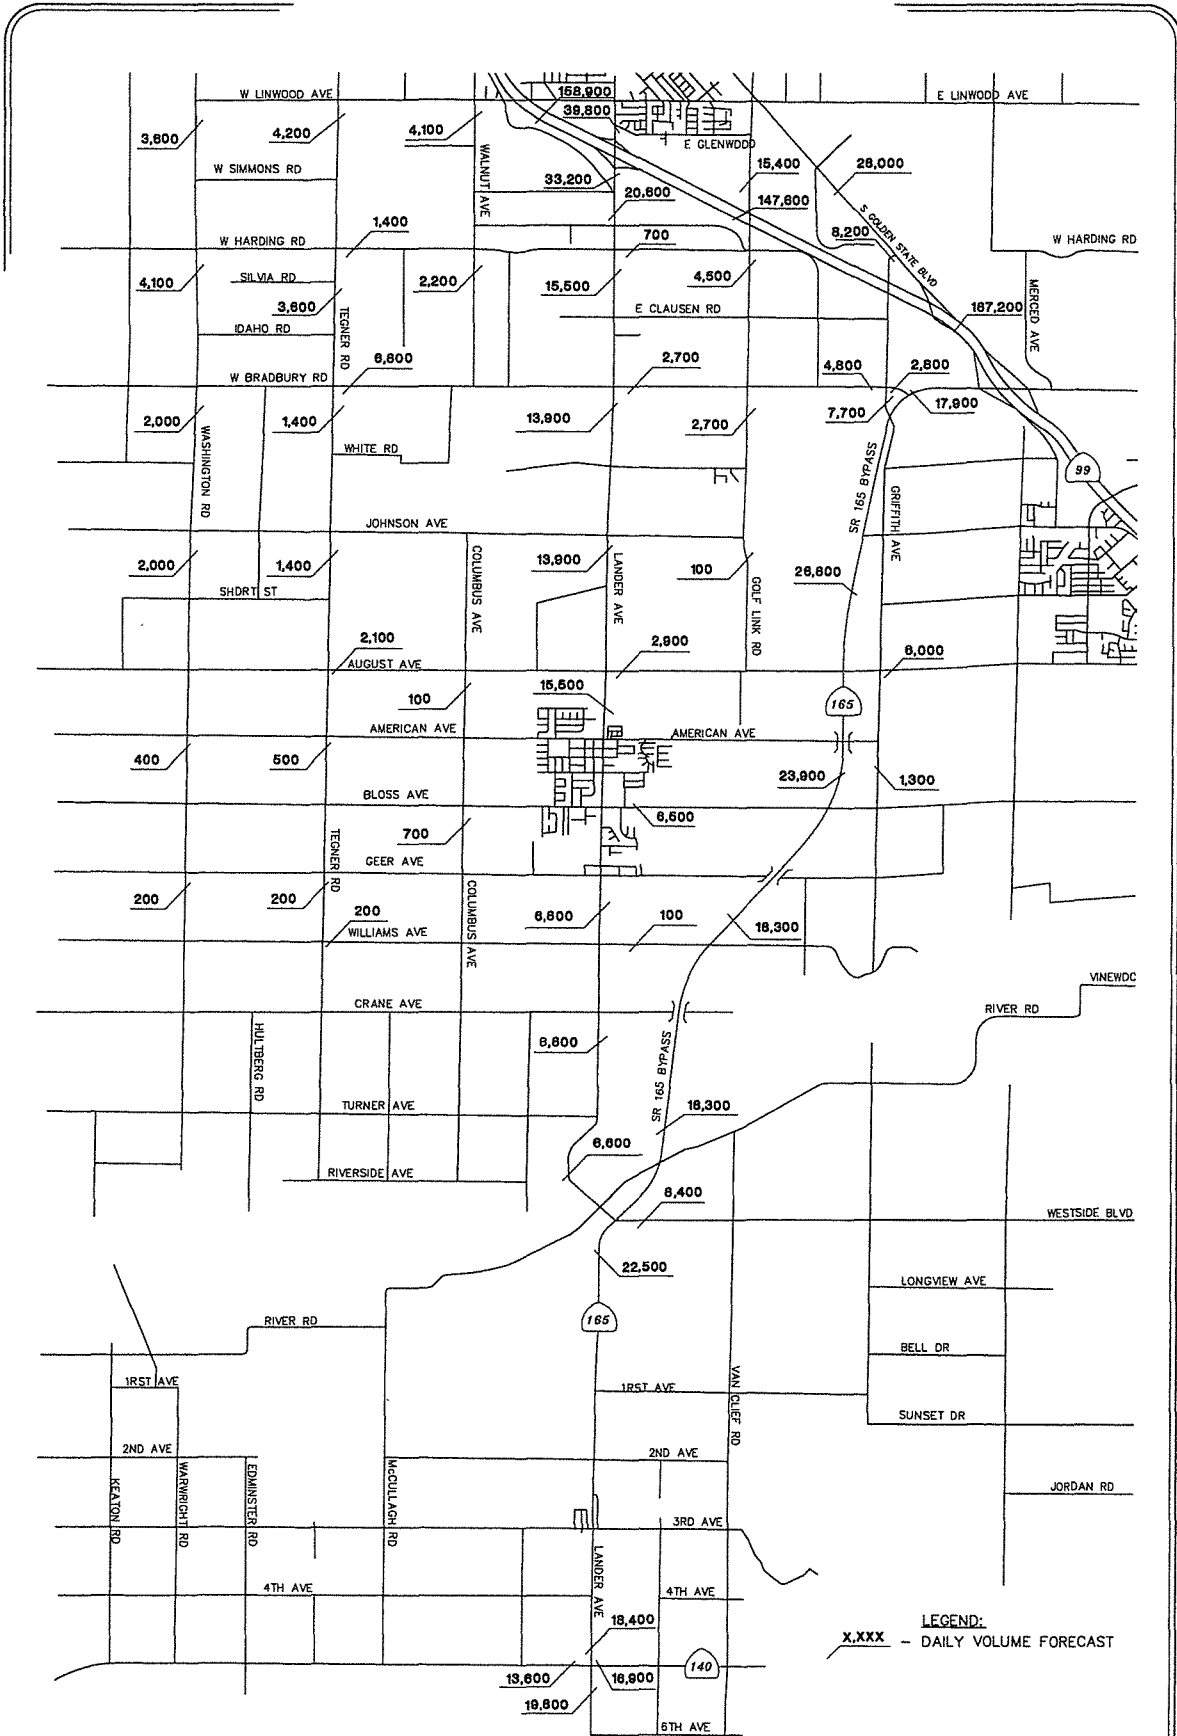 W LINWOOD AVE
158,900
E LINWOOD AVE
39,800
3,600
4,200
4,100
E GLENWOOD
W SIMMONS RD
WALNUT AVE
33,200
15,400
28,000
20,600
147,600
1,400
700
S GOLDEN STATE BLVD
8,200
W HARDING RD
W HARDING RD
4,100
SILVIA RD
2,200
15,500
4,500
MERCED AVE
3,600
TEGNER RD
E CLAUSEN RD
167,200
IDAHO RD
6,800
2,700
4,800
2,800
W BRADBURY RD
17,900
2,000
1,400
13,900
2,700
7,700
WASHINGTON RD
WHITE RD
SR 165 BYPASS
99
GRIFFITH AVE
JOHNSON AVE
2,000
1,400
COLUMBUS AVE
13,900
LANDER AVE
100
GOLF LINK RD
26,600
SHORT ST
2,100
2,900
AUGUST AVE
6,000
100
15,500
165
AMERICAN AVE
AMERICAN AVE
400
500
23,900
1,300
BLOSS AVE
6,500
TEGNER RD
700
GEER AVE
COLUMBUS AVE
200
200
200
6,800
100
18,300
WILLIAMS AVE
VINEWDO
CRANE AVE
RIVER RD
HULTBERG RD
6,600
SR 165 BYPASS
TURNER AVE
18,300
6,600
RIVERSIDE AVE
8,400
WESTSIDE BLVD
22,500
LONGVIEW AVE
165
RIVER RD
BELL DR
1RST AVE
1RST AVE
VAN CLIEF RD
SUNSET DR
2ND AVE
2ND AVE
KEATON RD
WARWRIGHT RD
EDMINSTER RD
McCULLAGH RD
JORDAN RD
3RD AVE
LANDER AVE
4TH AVE
4TH AVE
18,400
LEGEND:
X,XXX – DAILY VOLUME FORECAST
140
13,600
16,900
19,600
6TH AVE